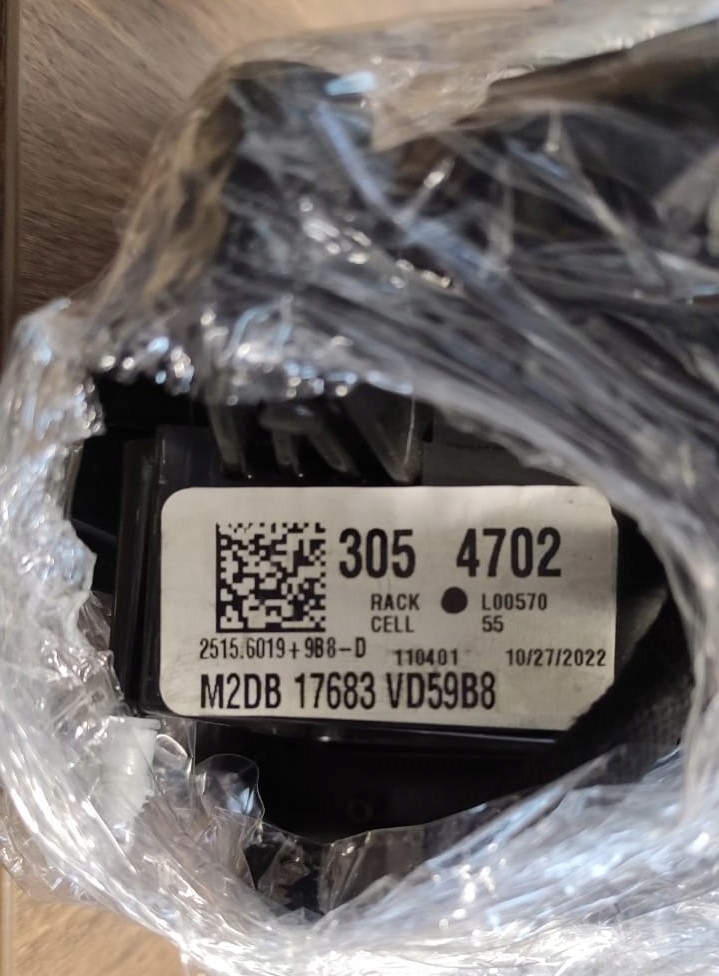 305 4702
RACK ● L00570
CELL 55
2515.6019+9B8-D 110401 10/27/2022
M2DB 17683 VD59B8